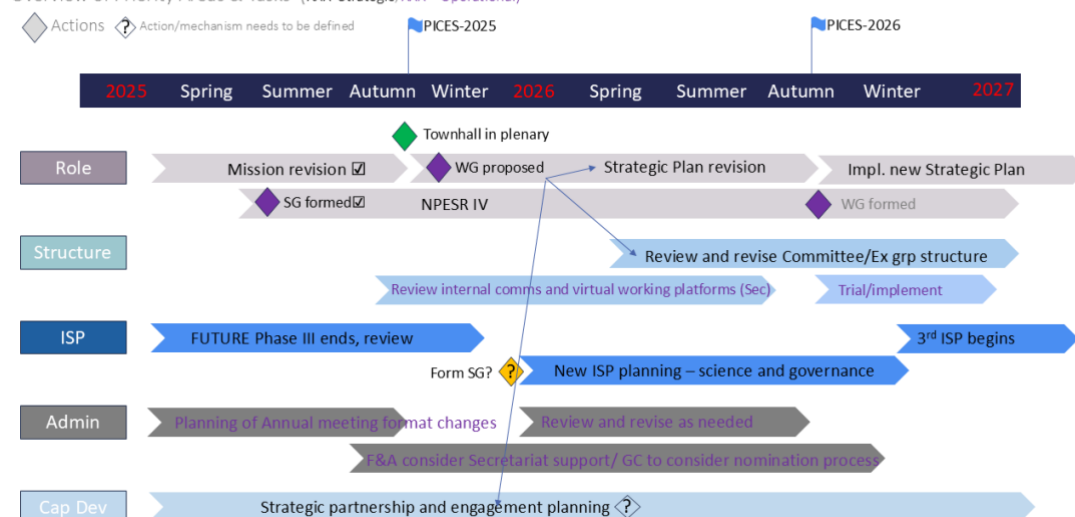 Actions
? Action/mechanism needs to be defined
PICES-2025
PICES-2026
2025 Spring Summer Autumn Winter 2026 Spring Summer Autumn Winter 2027
Townhall in plenary
Role
Mission revision ☑
WG proposed
Strategic Plan revision
Impl. new Strategic Plan
SG formed☑
NPESR IV
WG formed
Structure
Review and revise Committee/Ex grp structure
Review internal comms and virtual working platforms (Sec)
Trial/implement
ISP
FUTURE Phase III ends, review
3rd ISP begins
Form SG? ?
New ISP planning – science and governance
Admin
Planning of Annual meeting format changes
Review and revise as needed
F&A consider Secretariat support/ GC to consider nomination process
Cap Dev
Strategic partnership and engagement planning ?